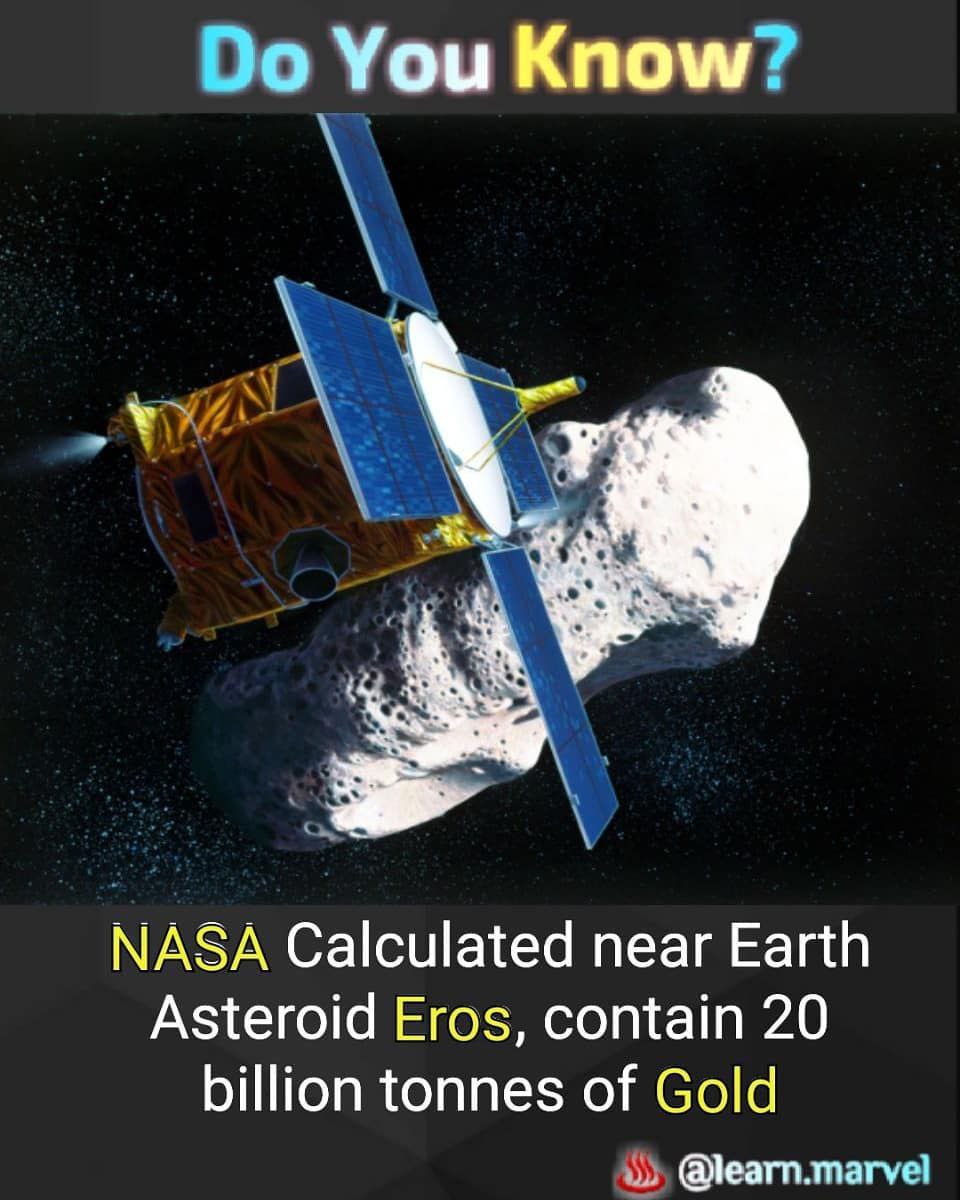 Do You Know?
NASA Calculated near Earth
Asteroid Eros, contain 20
billion tonnes of Gold
@learn.marvel